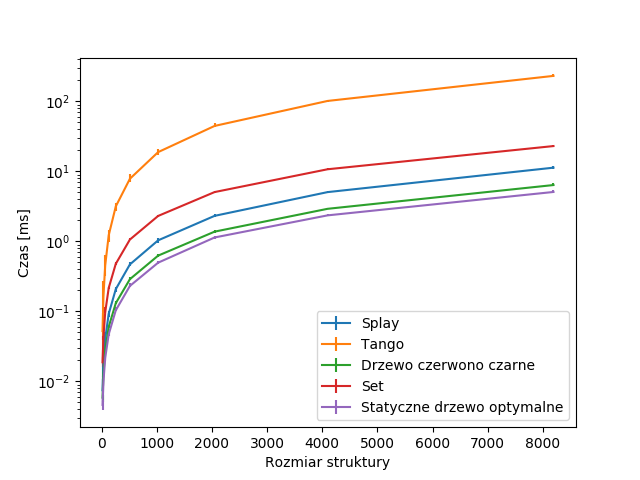 10²
10¹
10⁰
10⁻¹
10⁻²
Czas [ms]
Splay
Tango
Drzewo czerwono czarne
Set
Statyczne drzewo optymalne
0 1000 2000 3000 4000 5000 6000 7000 8000
Rozmiar struktury